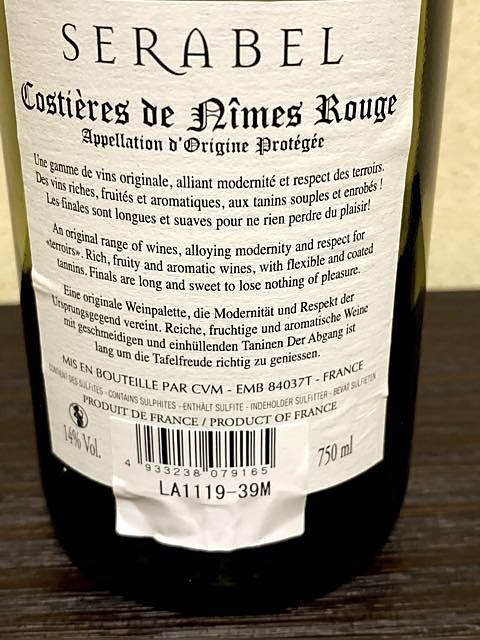 SERABEL
Costières de Nîmes Rouge
Appellation d'Origine Protégée
Une gamme de vins originale, alliant modernité et respect des terroirs.
Des vins riches, fruités et aromatiques, aux tanins souples et enrobés !
Les finales sont longues et suaves pour ne rien perdre du plaisir!
An original range of wines, alloying modernity and respect for
«terroirs». Rich, fruity and aromatic wines, with flexible and coated
tannins. Finals are long and sweet to lose nothing of pleasure.
Eine originale Weinpalette, die Modernität und Respekt der
Ursprungsgegend vereint. Reiche, fruchtige und aromatische Weine
mit geschmeidigen und einhüllenden Taninen Der Abgang ist
lang um die Tafelfreude richtig zu geniessen.
MIS EN BOUTEILLE PAR CVM - EMB 84037T - FRANCE
CONTIENT DES SULFITES - CONTAINS SULPHITES - ENTHÄLT SULFITE - INDEHOLDER SULFITTER - BEVAT SULFIETEN
PRODUIT DE FRANCE / PRODUCT OF FRANCE
14% Vol.
750 ml
4 933238 079165
LA1119-39M